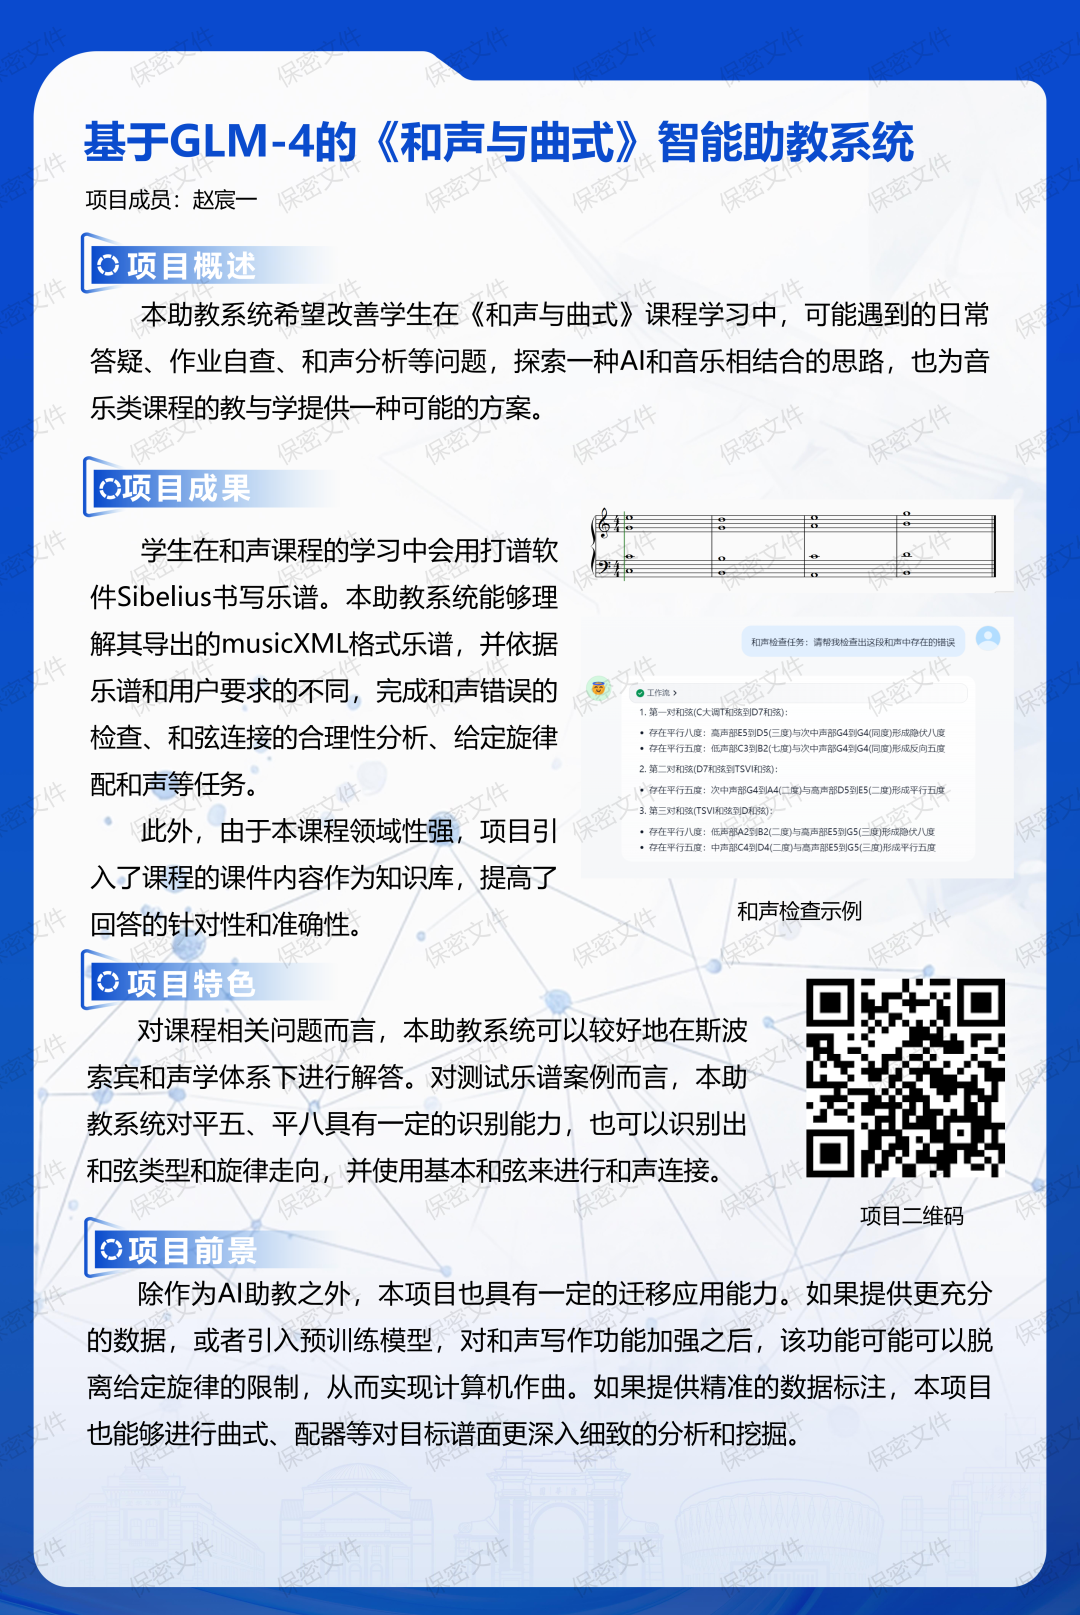 基于GLM-4的《和声与曲式》智能助教系统
项目成员：赵宸一
项目概述
本助教系统希望改善学生在《和声与曲式》课程学习中，可能遇到的日常
答疑、作业自查、和声分析等问题，探索一种AI和音乐相结合的思路，也为音
乐类课程的教与学提供一种可能的方案。
项目成果
学生在和声课程的学习中会用打谱软
件Sibelius书写乐谱。本助教系统能够理
解其导出的musicXML格式乐谱，并依据
乐谱和用户要求的不同，完成和声错误的
检查、和弦连接的合理性分析、给定旋律
配和声等任务。
此外，由于本课程领域性强，项目引
入了课程的课件内容作为知识库，提高了
回答的针对性和准确性。
和声检查任务：请帮我检查出这段和声中存在的错误
工作流 >
1. 第一对和弦(C大调T和弦到D7和弦)：
• 存在平行八度：高声部E5到D5(三度)与次中声部G4到G4(同度)形成隐伏八度
• 存在平行五度：低声部C3到B2(七度)与次中声部G4到G4(同度)形成反向五度
2. 第二对和弦(D7和弦到TSVI和弦)：
• 存在平行五度：次中声部G4到A4(二度)与高声部D5到E5(二度)形成平行五度
3. 第三对和弦(TSVI和弦到D和弦)：
• 存在平行八度：低声部A2到B2(二度)与高声部E5到G5(三度)形成隐伏八度
• 存在平行五度：中声部C4到D4(二度)与高声部E5到G5(三度)形成平行五度
和声检查示例
项目特色
对课程相关问题而言，本助教系统可以较好地在斯波
索宾和声学体系下进行解答。对测试乐谱案例而言，本助
教系统对平五、平八具有一定的识别能力，也可以识别出
和弦类型和旋律走向，并使用基本和弦来进行和声连接。
项目二维码
项目前景
除作为AI助教之外，本项目也具有一定的迁移应用能力。如果提供更充分
的数据，或者引入预训练模型，对和声写作功能加强之后，该功能可能可以脱
离给定旋律的限制，从而实现计算机作曲。如果提供精准的数据标注，本项目
也能够进行曲式、配器等对目标谱面更深入细致的分析和挖掘。
保密文件